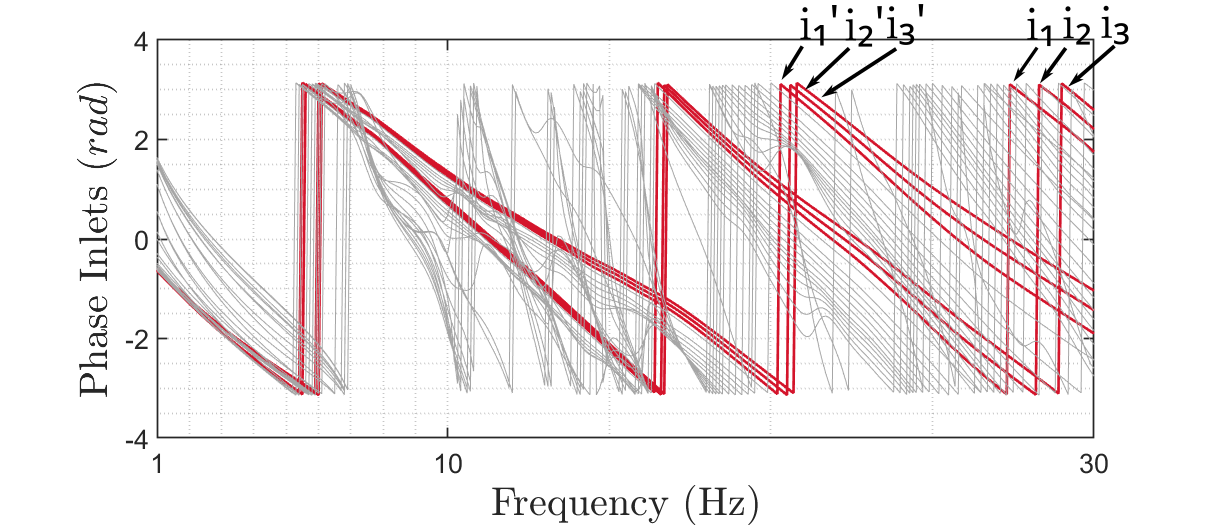 i₁'i₂'i₃' i₁ i₂ i₃
4
2
0
-2
-4
Phase Inlets (rad)
1 10 30
Frequency (Hz)